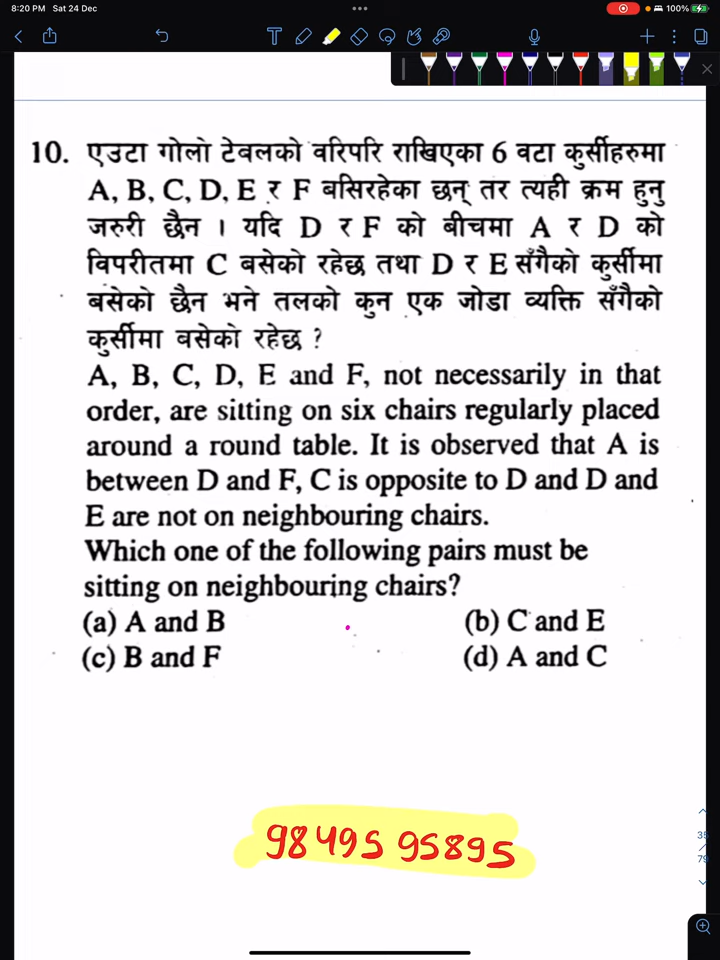 8:20 PM Sat 24 Dec
100%
10. एउटा गोलो टेबलको वरिपरि राखिएका 6 वटा कुर्सीहरुमा
A, B, C, D, E र F बसिरहेका छन् तर त्यही क्रम हुनु
जरुरी छैन । यदि D र F को बीचमा A र D को
विपरीतमा C बसेको रहेछ तथा D र E सँगैको कुर्सीमा
बसेको छैन भने तलको कुन एक जोडा व्यक्ति सँगैको
कुर्सीमा बसेको रहेछ ?
A, B, C, D, E and F, not necessarily in that
order, are sitting on six chairs regularly placed
around a round table. It is observed that A is
between D and F, C is opposite to D and D and
E are not on neighbouring chairs.
Which one of the following pairs must be
sitting on neighbouring chairs?
(a) A and B (b) C and E
(c) B and F (d) A and C
98495 95895
35
79